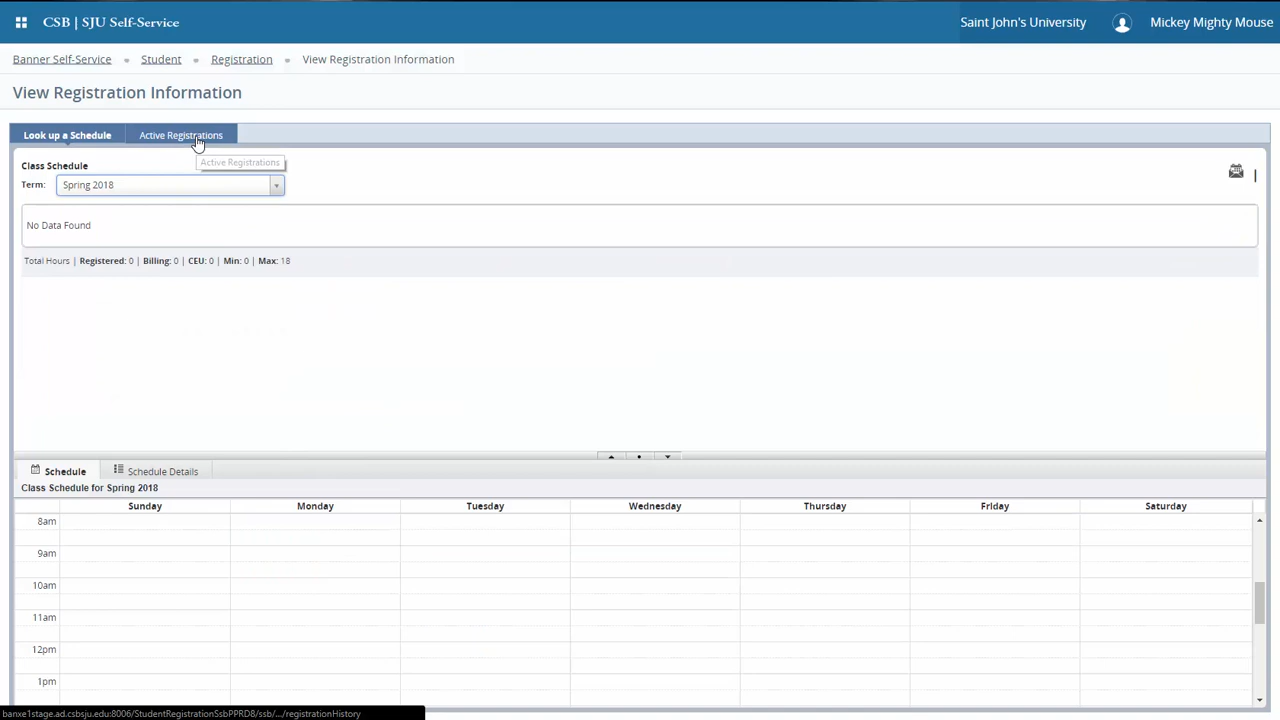 CSB | SJU Self-Service Saint John's University Mickey Mighty Mouse
Banner Self-Service • Student • Registration • View Registration Information
View Registration Information
Look up a Schedule Active Registrations
Active Registrations
Class Schedule
Term: Spring 2018
No Data Found
Total Hours | Registered: 0 | Billing: 0 | CEU: 0 | Min: 0 | Max: 18
Schedule Schedule Details
Class Schedule for Spring 2018
Sunday Monday Tuesday Wednesday Thursday Friday Saturday
8am
9am
10am
11am
12pm
1pm
banxe1stage.ad.csbsju.edu:8006/StudentRegistrationSsbPPRD8/ssb/.../registrationHistory